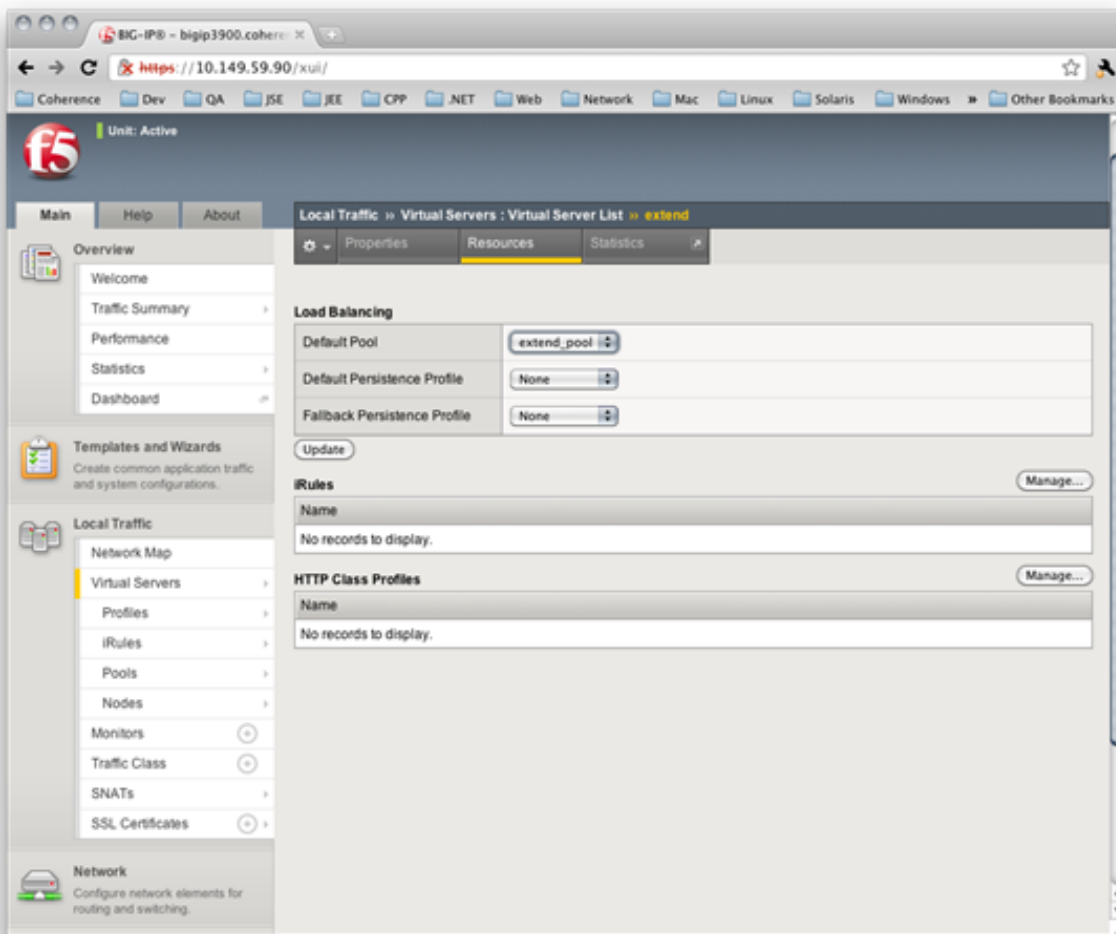 BIG-IP® - bigip3900.cohere
https://10.149.59.90/xui/
Coherence Dev QA JSE JEE CPP .NET Web Network Mac Linux Solaris Windows » Other Bookmarks
f5
Unit: Active
Main Help About
Local Traffic » Virtual Servers : Virtual Server List » extend
Properties Resources Statistics
Overview
Welcome
Traffic Summary
Performance
Statistics
Dashboard
Templates and Wizards
Create common application traffic
and system configurations.
Local Traffic
Network Map
Virtual Servers
Profiles
iRules
Pools
Nodes
Monitors
Traffic Class
SNATs
SSL Certificates
Network
Configure network elements for
routing and switching.
Load Balancing
Default Pool extend_pool
Default Persistence Profile None
Fallback Persistence Profile None
Update
iRules Manage...
Name
No records to display.
HTTP Class Profiles Manage...
Name
No records to display.